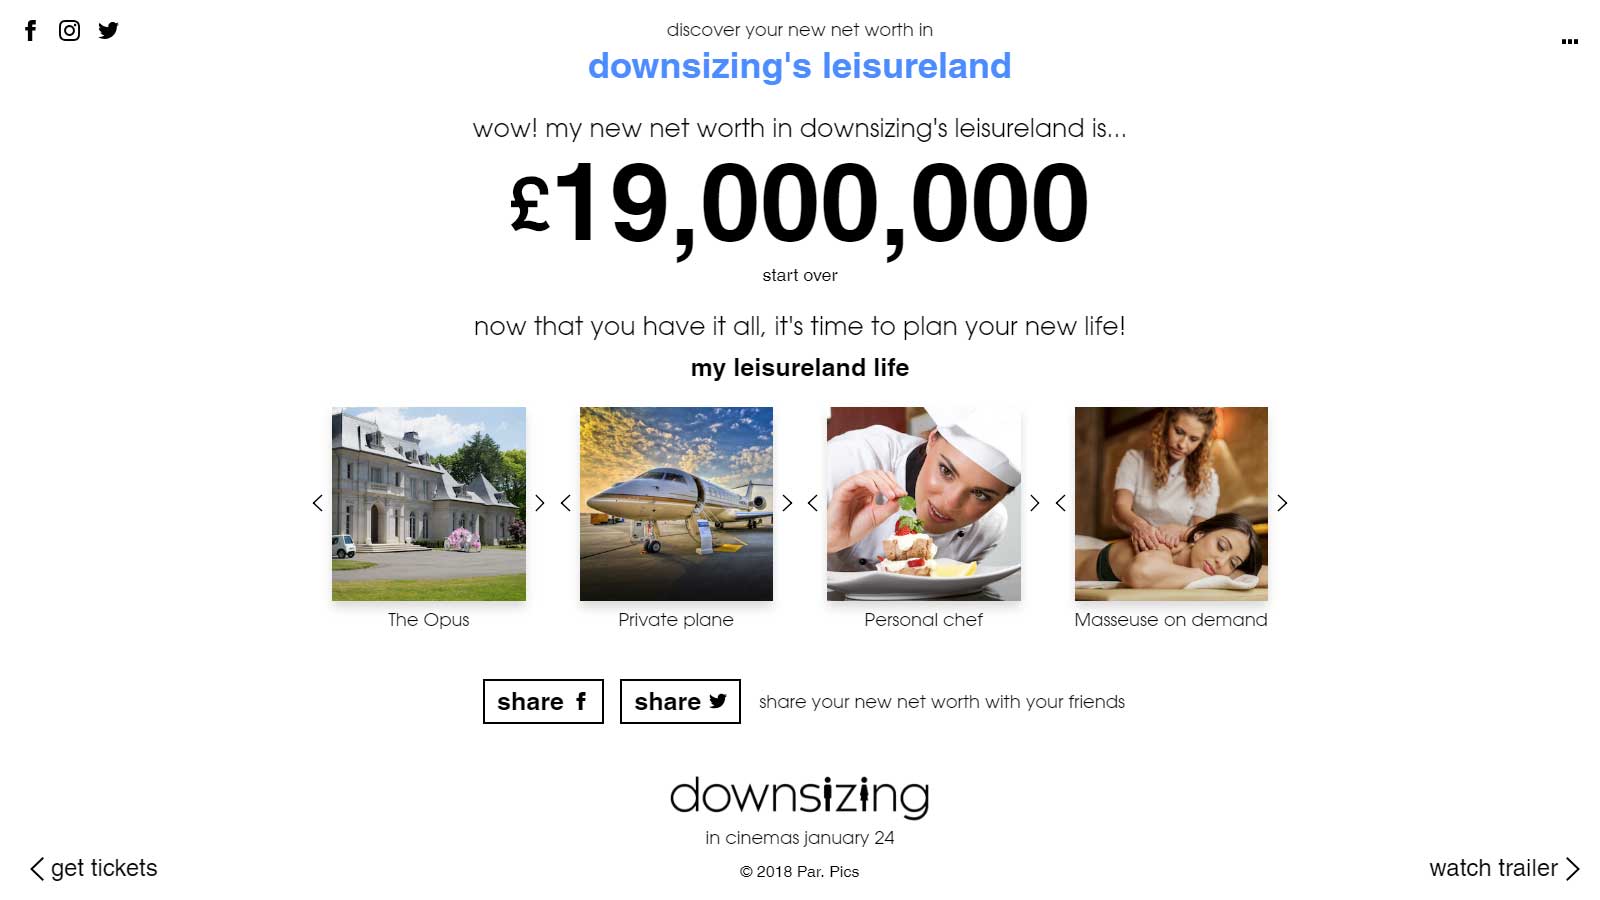 discover your new net worth in
downsizing's leisureland
wow! my new net worth in downsizing's leisureland is...
£19,000,000
start over
now that you have it all, it's time to plan your new life!
my leisureland life
The Opus
Private plane
Personal chef
Masseuse on demand
share
share
share your new net worth with your friends
downsizing
in cinemas january 24
© 2018 Par. Pics
get tickets
watch trailer